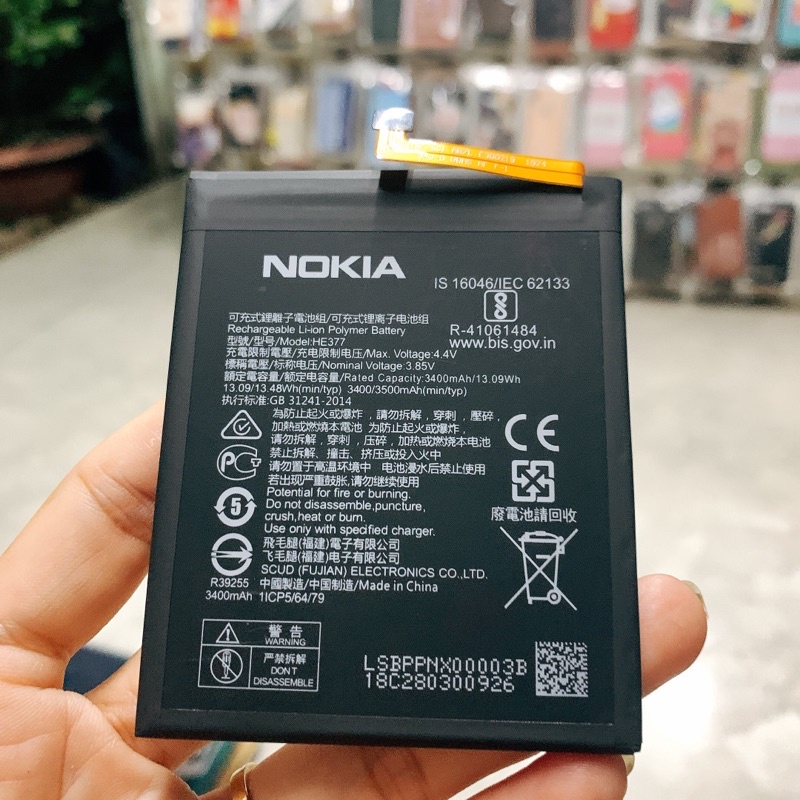 NOKIA
IS 16046/IEC 62133
R-41061484
www.bis.gov.in
可充式鋰離子電池組/可充式锂离子电池组
Rechargeable Li-ion Polymer Battery
型號/型号/Model:HE377
充電限制電壓/充电限制电压/Max. Voltage:4.4V
標稱電壓/标称电压/Nominal Voltage:3.85V
額定電容量/额定电容量/Rated Capacity:3400mAh/13.09Wh
13.09/13.48Wh(min/typ) 3400/3500mAh(min/typ)
执行标准:GB 31241-2014
為防止起火或爆炸，請勿拆解，穿刺，壓碎，
加熱或燃燒本電池 为防止起火或爆炸，
请勿拆解，穿刺，压碎，加热或燃烧本电池
禁止拆解、撞击、挤压或投入火中
请勿置于高温环境中 电池浸水后禁止使用
若出现严重鼓胀，请勿继续使用
Potential for fire or burning.
Do not disassemble,puncture,
crush,heat or burn.
Use only with specified charger.
飛毛腿(福建)電子有限公司
飞毛腿(福建)电子有限公司
SCUD (FUJIAN) ELECTRONICS CO.,LTD.
中國製造/中国制造/Made in China
1ICP5/64/79
5
R39255
3400mAh
CE
廢電池請回收
警告
WARNING
严禁拆解
DON'T
DISASSEMBLE
LSBPPNX00003B
18C280300926